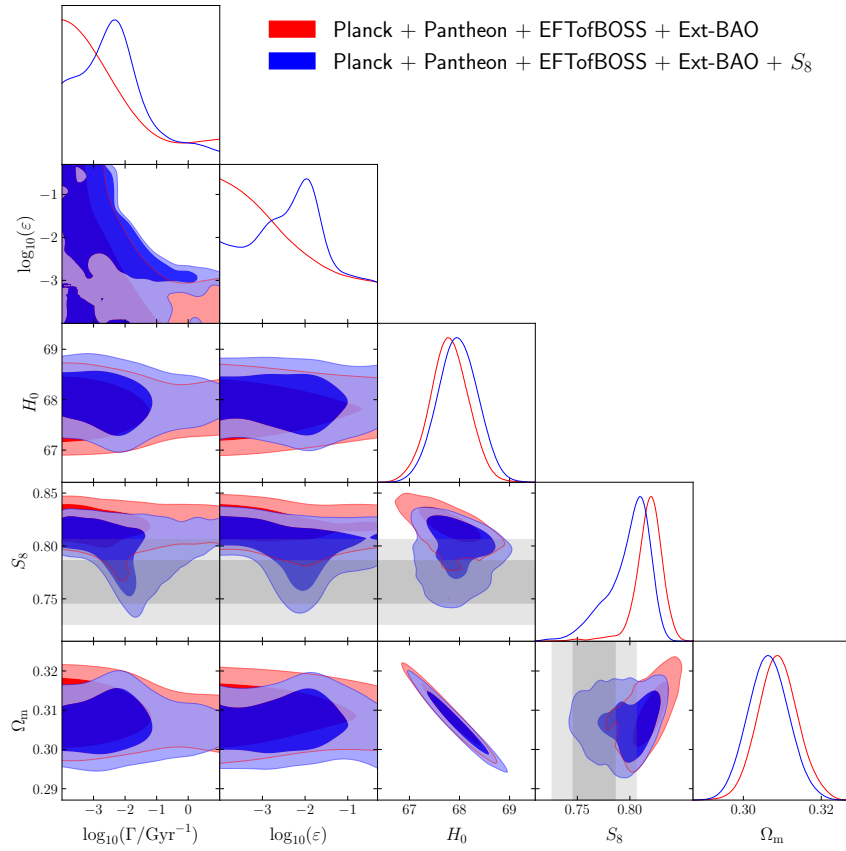 Planck + Pantheon + EFTofBOSS + Ext-BAO
Planck + Pantheon + EFTofBOSS + Ext-BAO + S₈
log₁₀(ε)
−1
−2
−3
H₀
69
68
67
S₈
0.85
0.80
0.75
Ωₘ
0.32
0.31
0.30
0.29
−3 −2 −1 0
−3 −2 −1
67 68 69
0.75 0.80
0.30 0.32
log₁₀(Γ/Gyr⁻¹) log₁₀(ε) H₀ S₈ Ωₘ